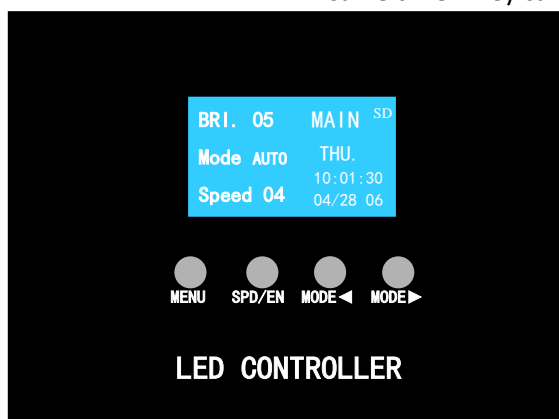 BRI. 05 MAIN SD
Mode AUTO THU.
10:01:30
Speed 04 04/28 06
MENU SPD/EN MODE◀ MODE▶
LED CONTROLLER